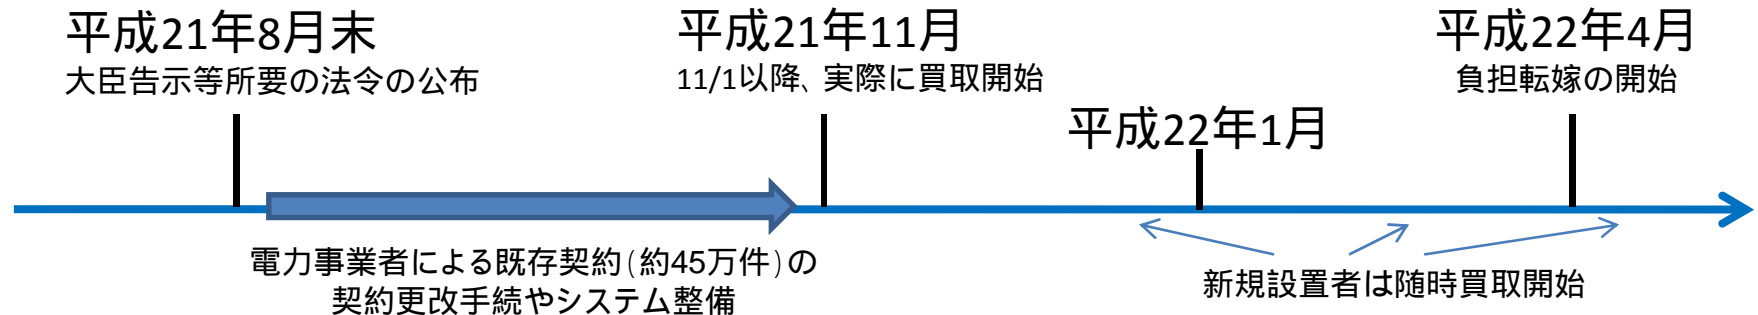 平成21年8月末
大臣告示等所要の法令の公布
平成21年11月
11/1以降、実際に買取開始
平成22年1月
平成22年4月
負担転嫁の開始
電力事業者による既存契約（約45万件）の
契約更改手続やシステム整備
新規設置者は随時買取開始